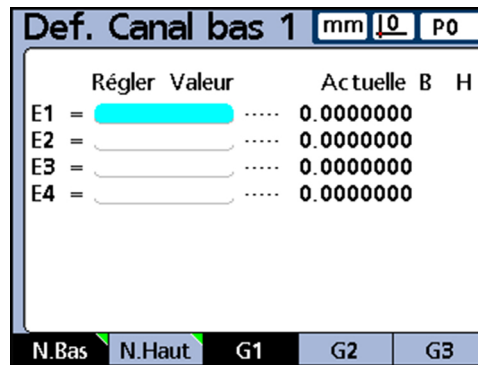 Def. Canal bas 1 mm 0 P0
Régler Valeur Actuelle B H
E1 = ..... 0.0000000
E2 = ..... 0.0000000
E3 = ..... 0.0000000
E4 = ..... 0.0000000
N.Bas N.Haut G1 G2 G3